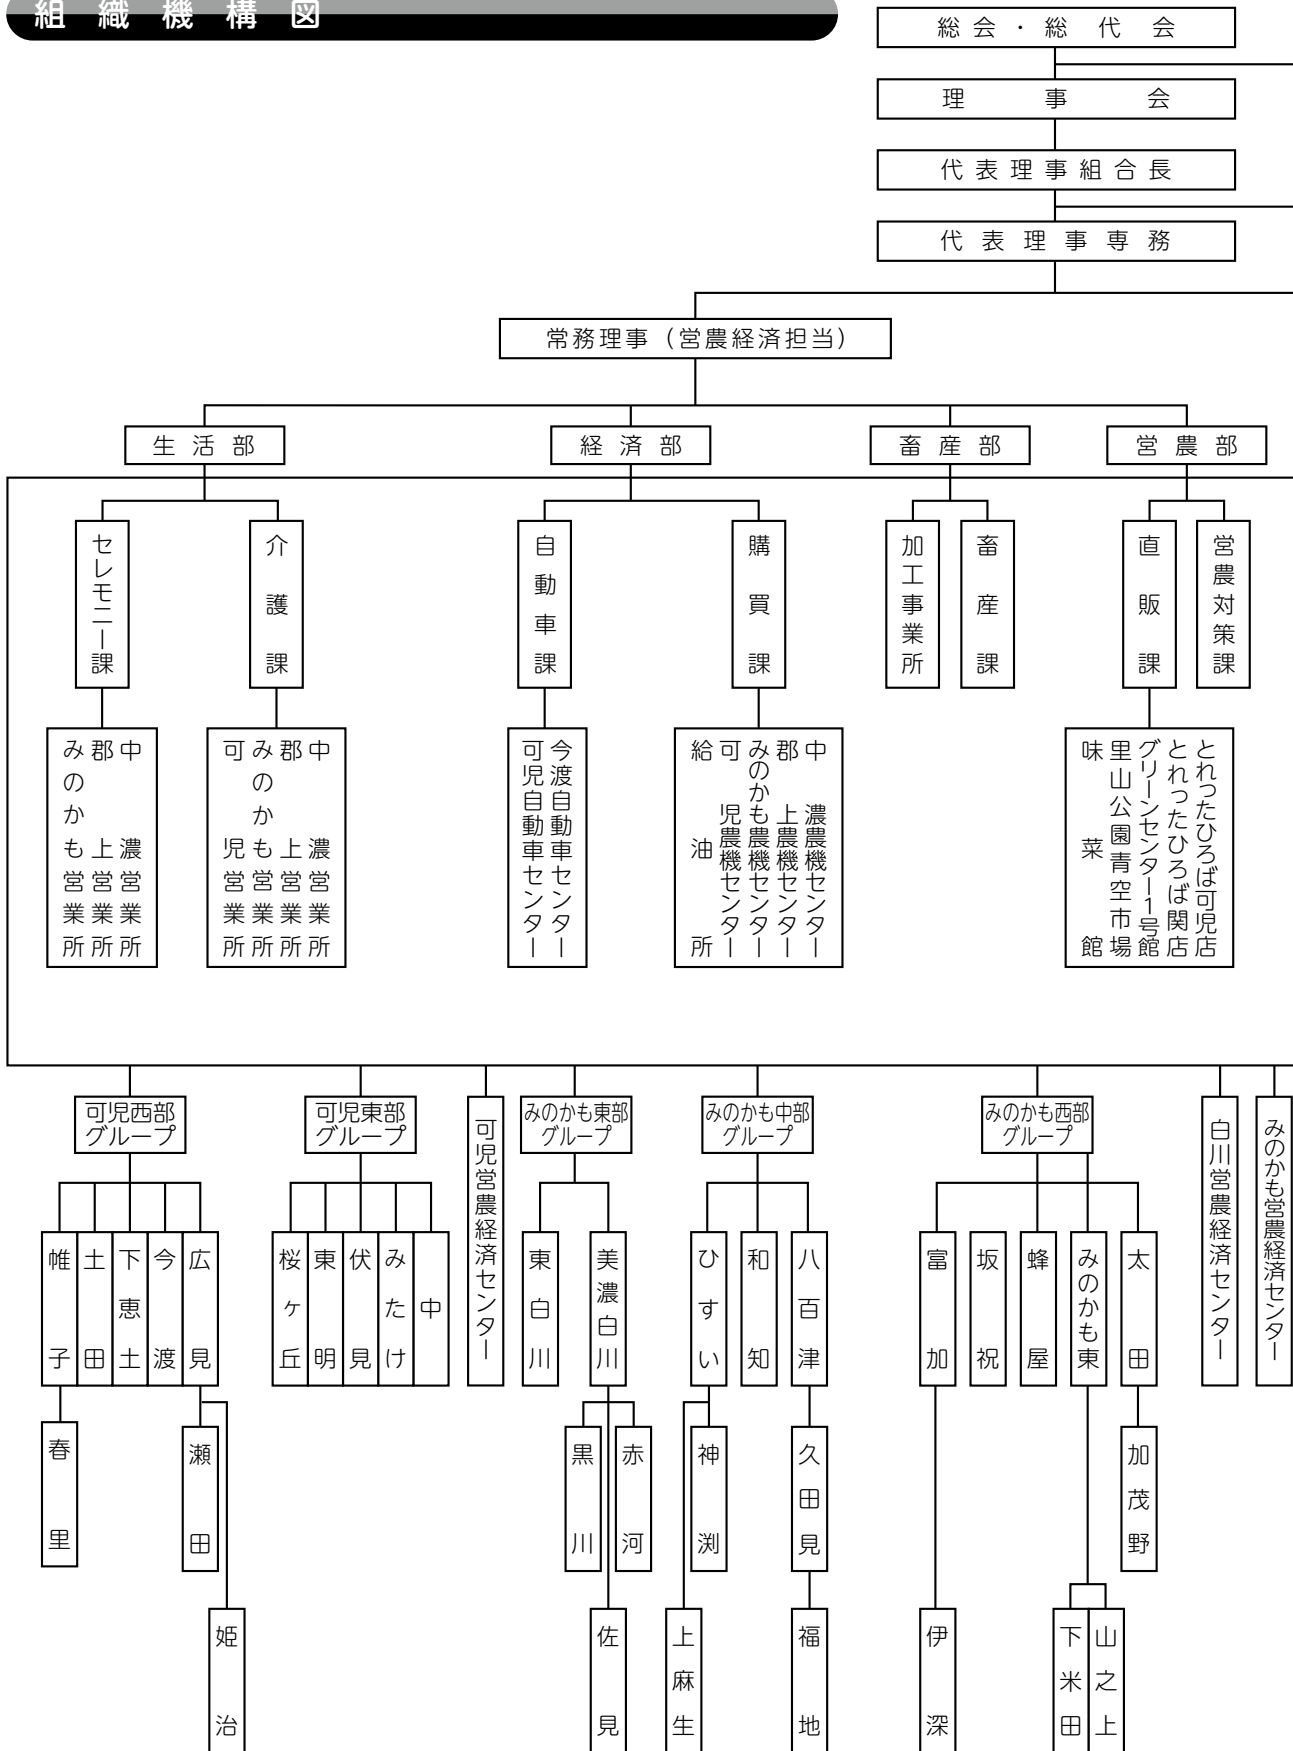 組織機構図
総会・総代会
理事会
代表理事組合長
代表理事専務
常務理事（営農経済担当）
生活部
経済部
畜産部
営農部
セレモニー課
介護課
自動車課
購買課
加工事業所
畜産課
直販課
営農対策課
中濃営業所
郡上営業所
みのかも営業所
中濃営業所
郡上営業所
みのかも営業所
可児営業所
今渡自動車センター
可児自動車センター
中濃農機センター
郡上農機センター
みのかも農機センター
可児農機センター
給油所
とれったひろば可児店
とれったひろば関店
グリーンセンター1号館
里山公園青空市場
味菜館
可児西部
グループ
可児東部
グループ
可児営農経済センター
みのかも東部
グループ
みのかも中部
グループ
みのかも西部
グループ
白川営農経済センター
みのかも営農経済センター
帷子
土田
下恵土
今渡
広見
桜ヶ丘
東明
伏見
みたけ
中
東白川
美濃白川
ひすい
和知
八百津
富加
坂祝
蜂屋
みのかも東
太田
春里
瀬田
黒川
赤河
神渕
久田見
加茂野
姫治
佐見
上麻生
福地
伊深
下米田
山之上